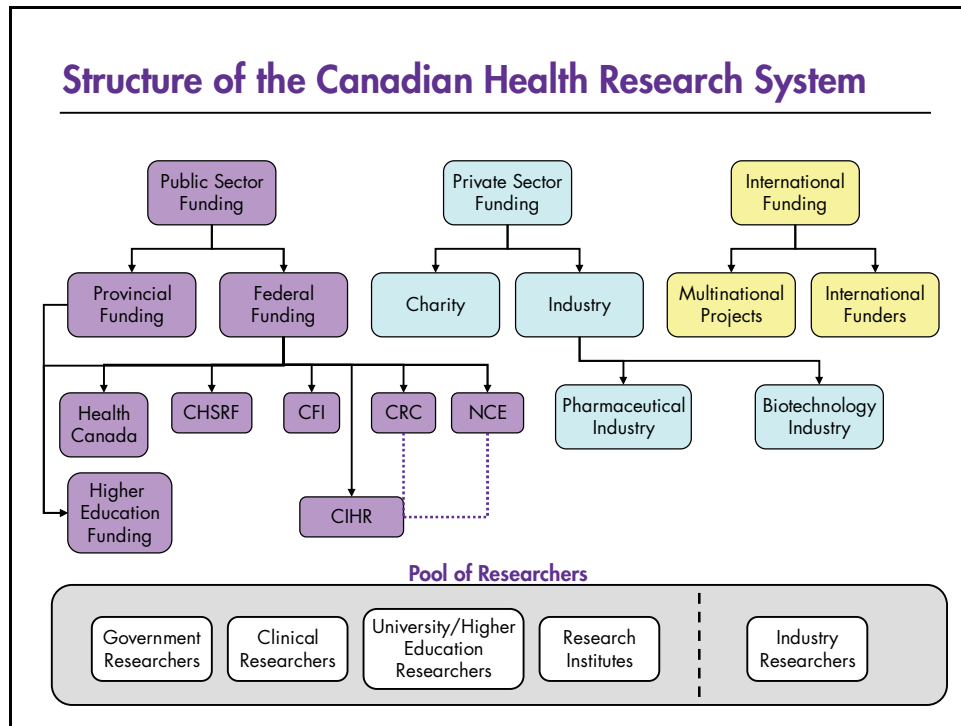 Structure of the Canadian Health Research System
Public Sector
Funding
Private Sector
Funding
International
Funding
Provincial
Funding
Federal
Funding
Charity
Industry
Multinational
Projects
International
Funders
Health
Canada
CHSRF
CFI
CRC
NCE
Pharmaceutical
Industry
Biotechnology
Industry
Higher
Education
Funding
CIHR
Pool of Researchers
Government
Researchers
Clinical
Researchers
University/Higher
Education
Researchers
Research
Institutes
Industry
Researchers